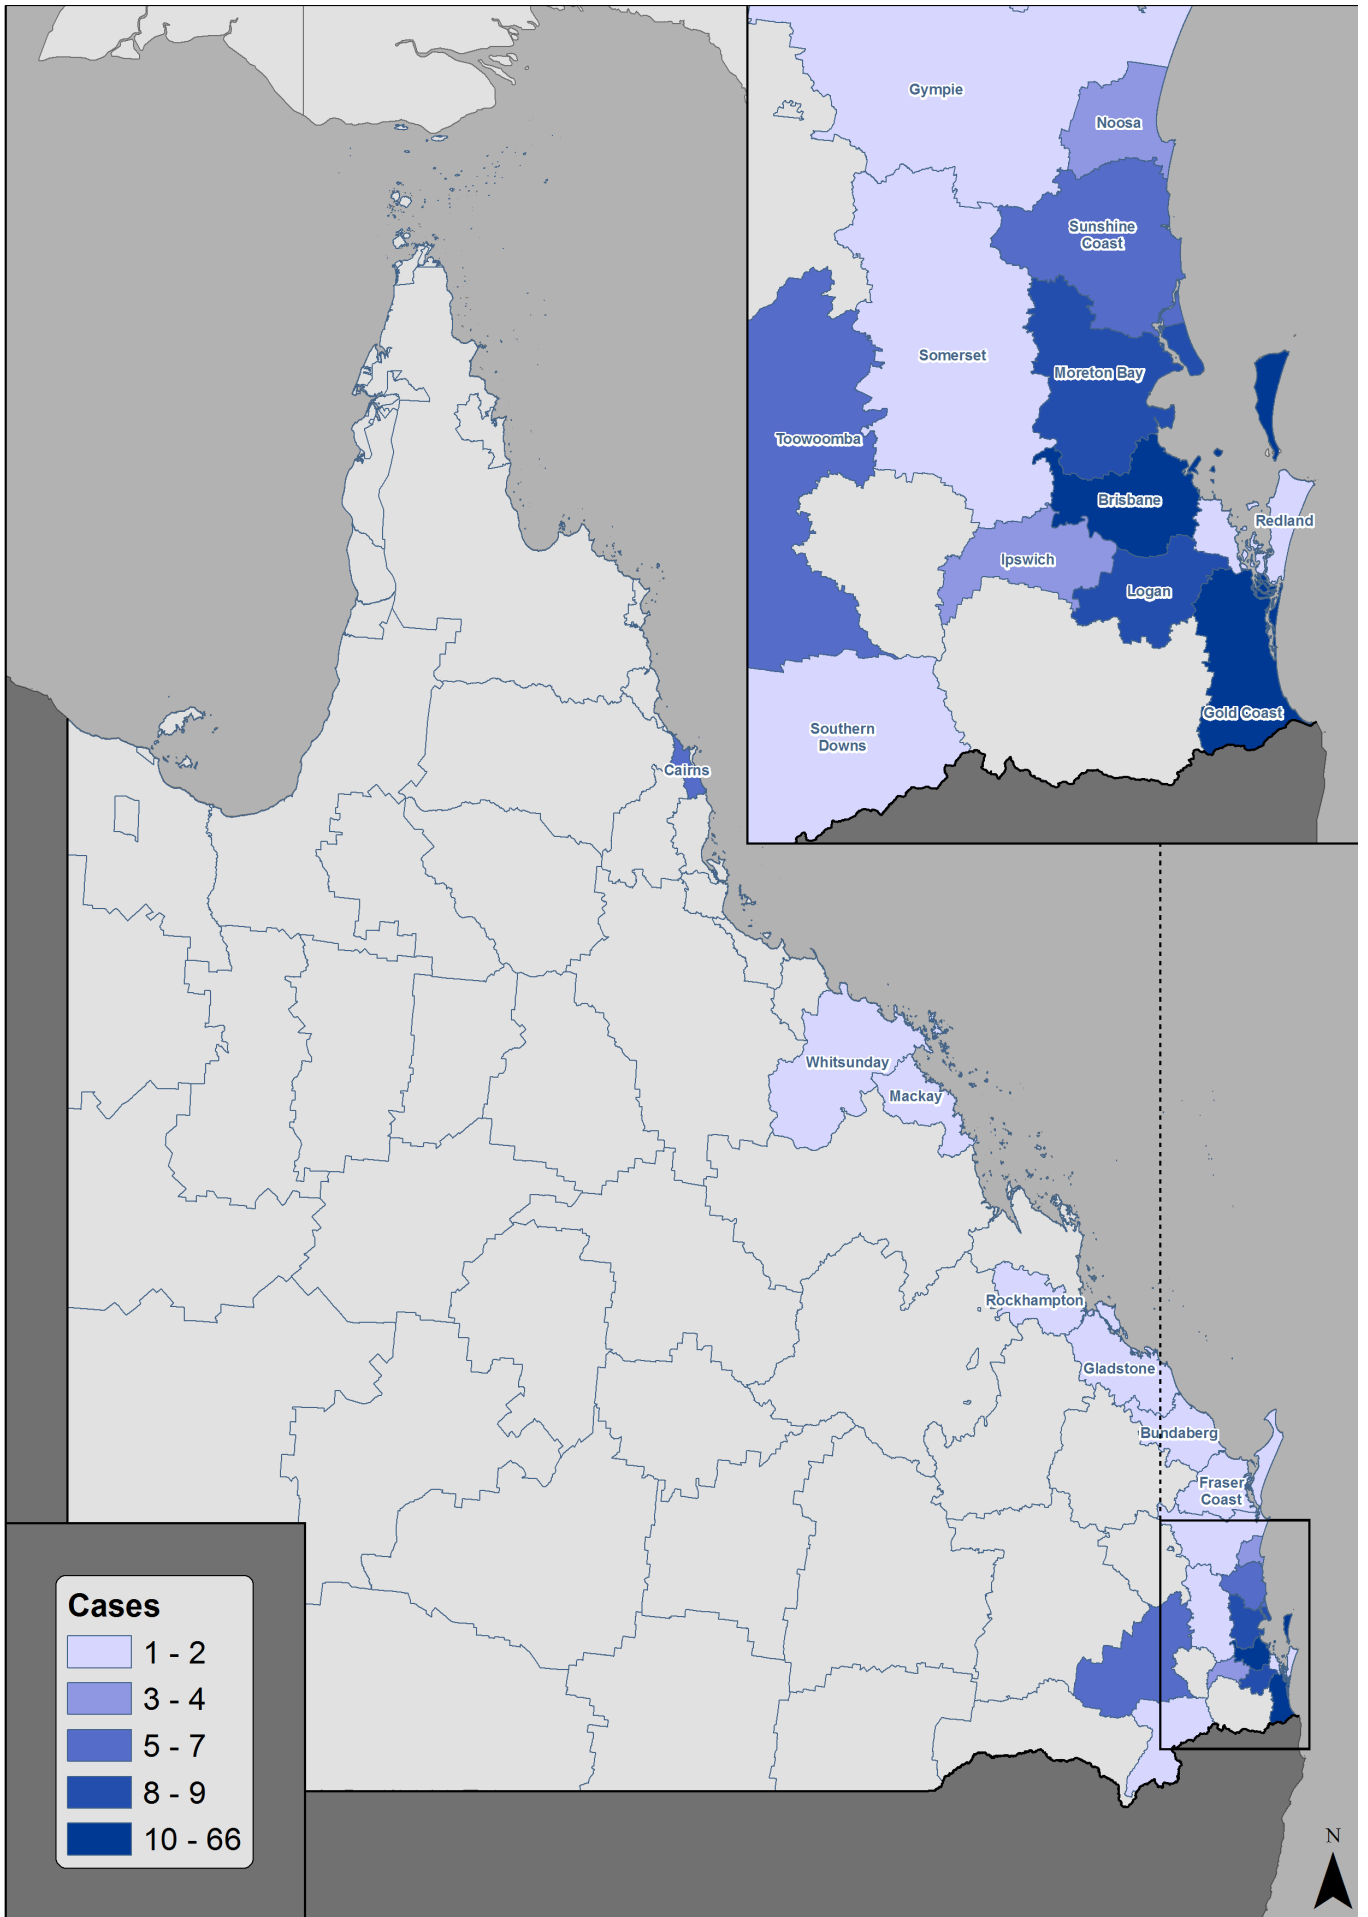 Gympie
Noosa
Sunshine
Coast
Somerset
Moreton Bay
Toowoomba
Brisbane
Redland
Ipswich
Logan
Gold Coast
Southern
Downs
Cairns
Whitsunday
Mackay
Rockhampton
Gladstone
Bundaberg
Fraser
Coast
Cases
1 - 2
3 - 4
5 - 7
8 - 9
10 - 66
N